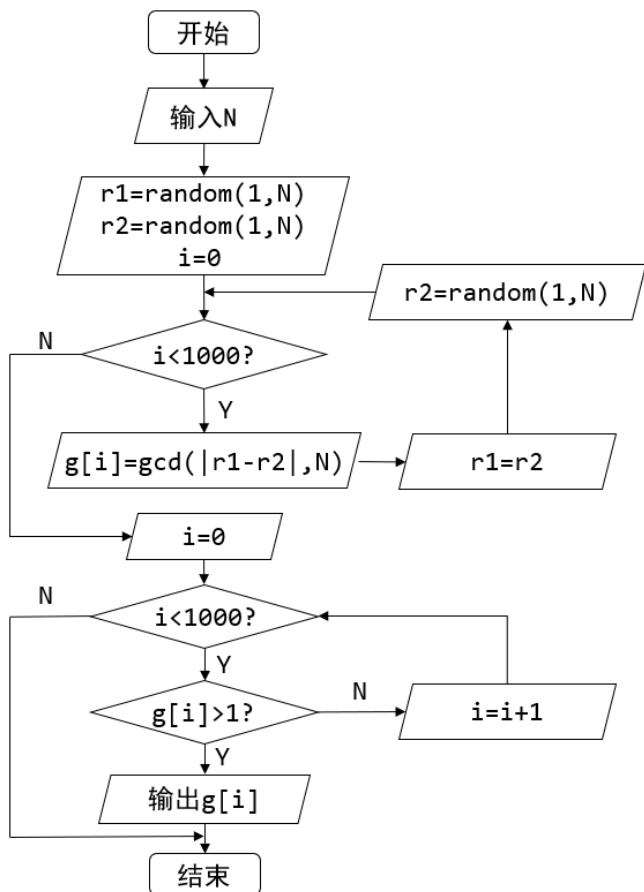 开始
输入N
r1=random(1,N)
r2=random(1,N)
i=0
r2=random(1,N)
N
i<1000?
Y
g[i]=gcd(|r1-r2|,N)
r1=r2
i=0
N
i<1000?
Y
N
g[i]>1?
i=i+1
Y
输出g[i]
结束